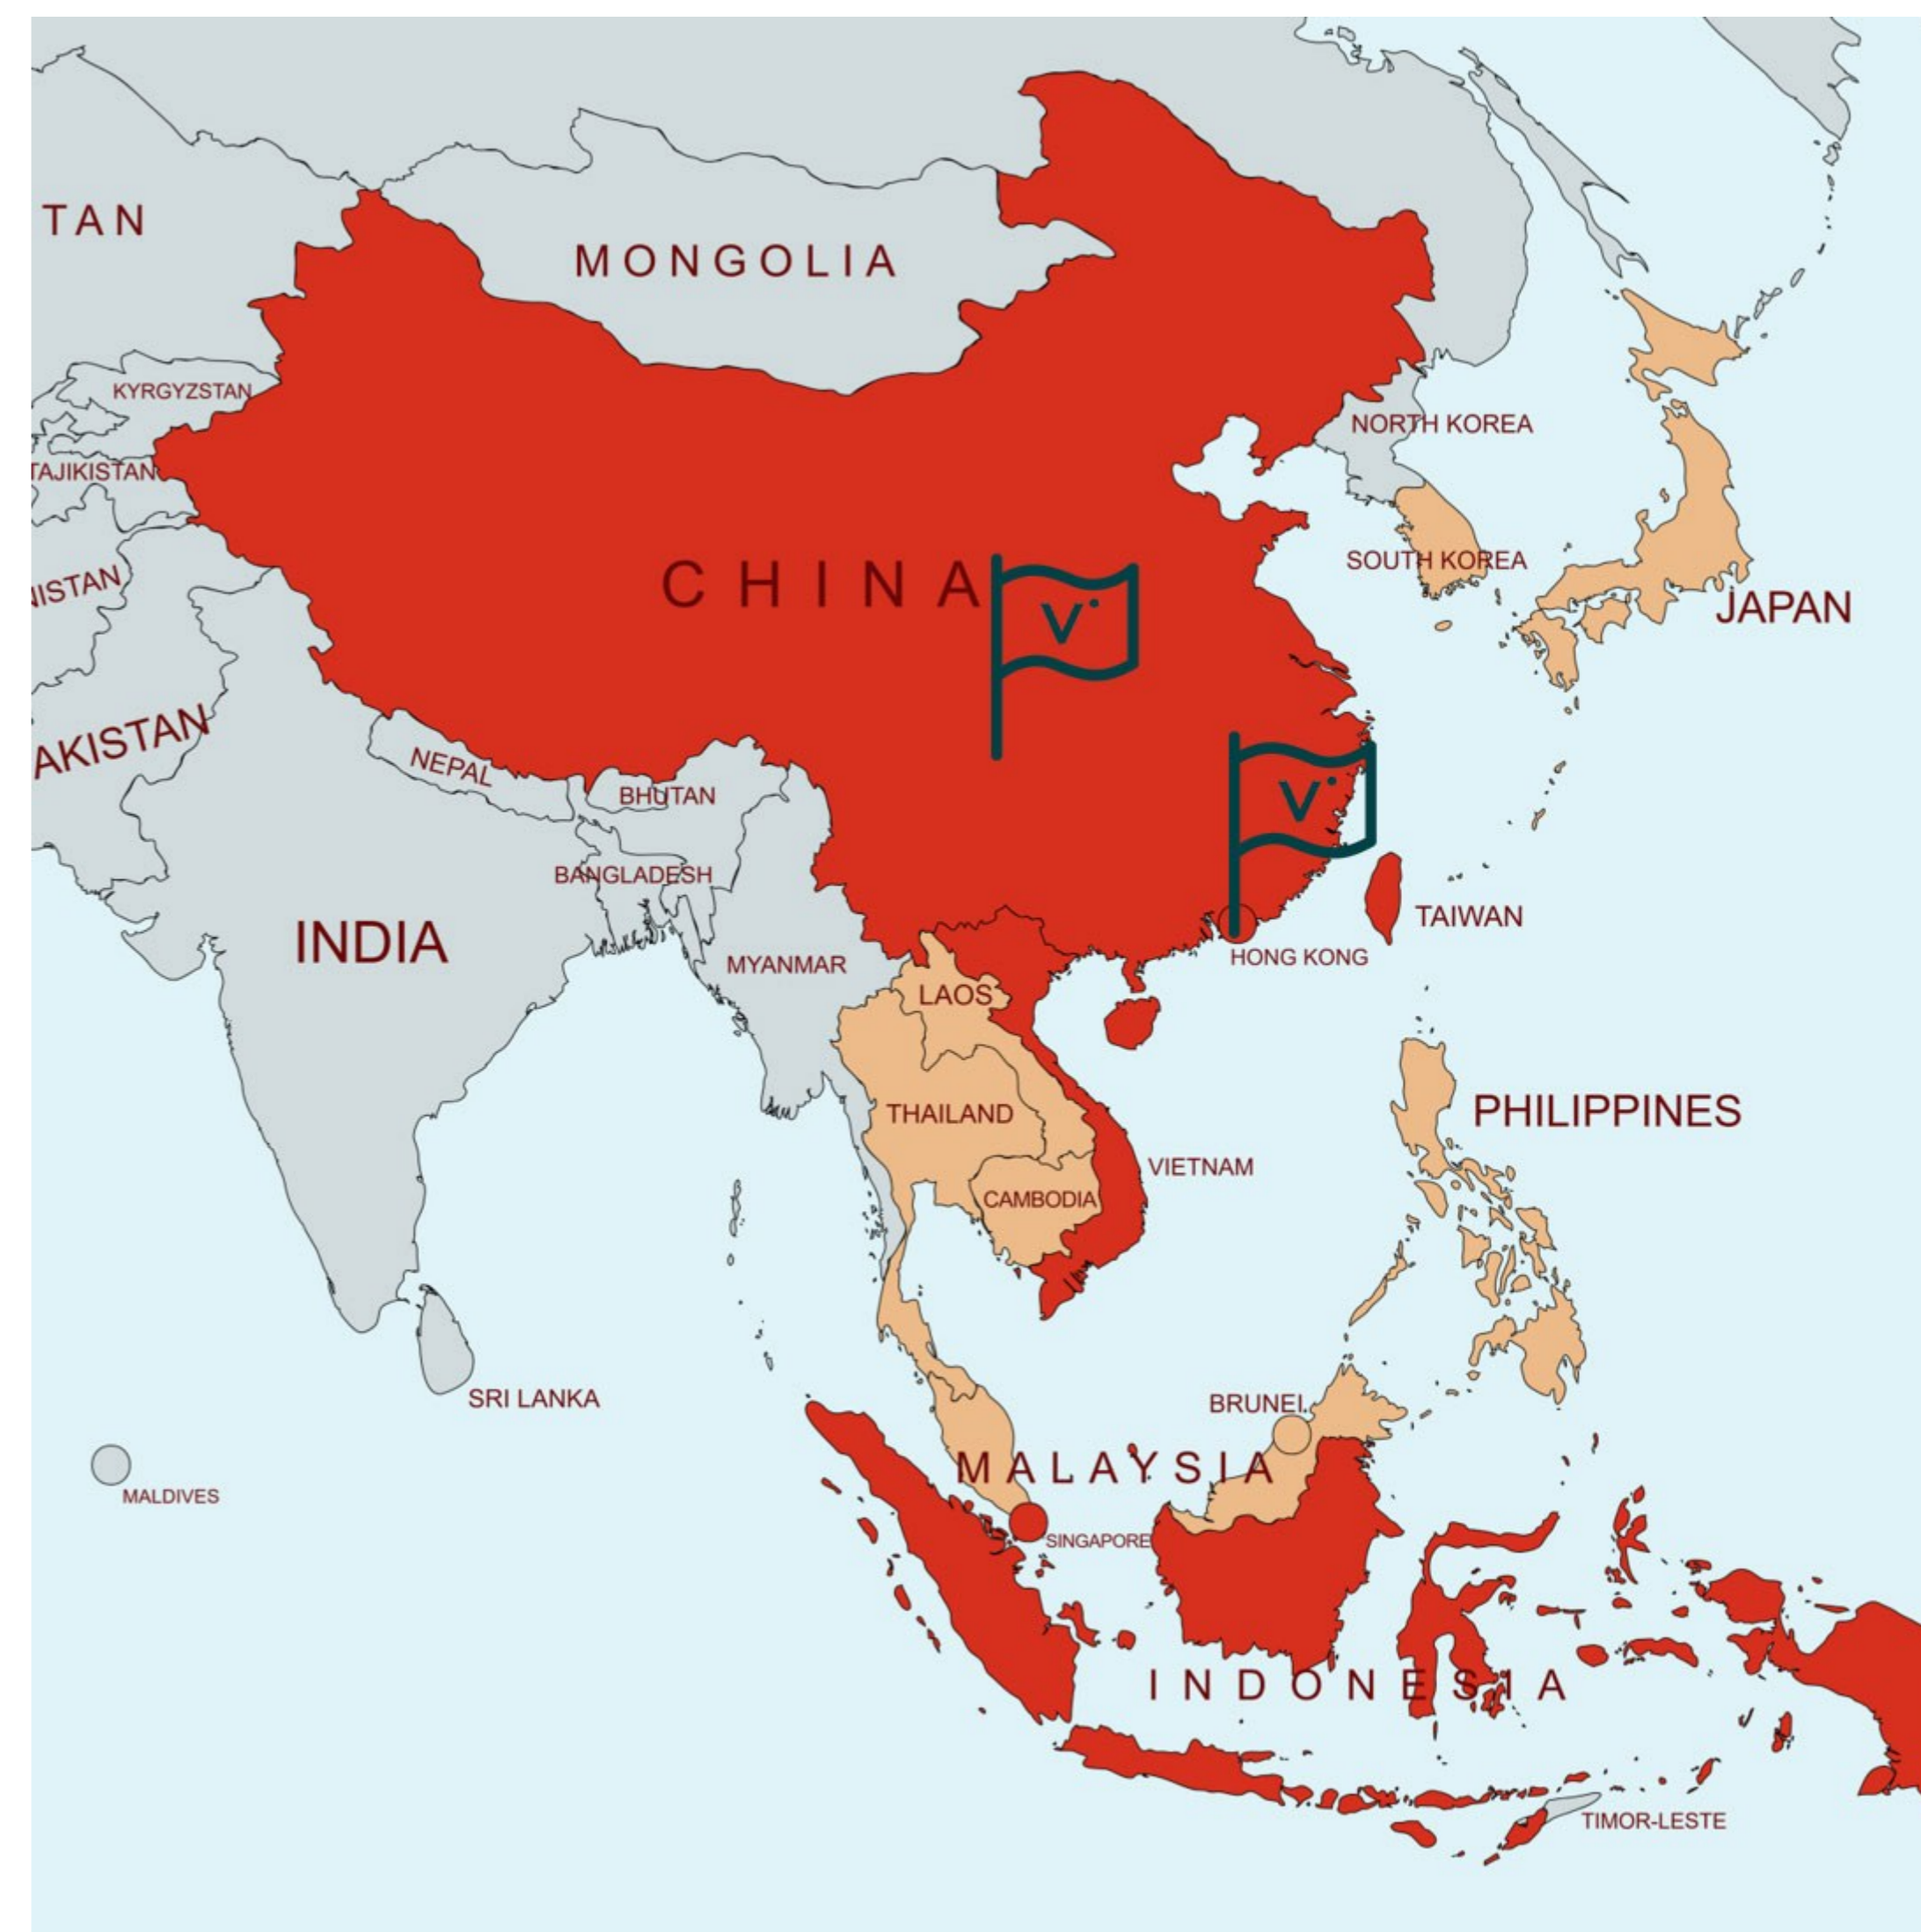 TAN
MONGOLIA
KYRGYZSTAN
NORTH KOREA
TAJIKISTAN
SOUTH KOREA
NISTAN
CHINA
V
JAPAN
AKISTAN
NEPAL
BHUTAN
V
BANGLADESH
TAIWAN
INDIA
HONG KONG
MYANMAR
LAOS
THAILAND
PHILIPPINES
VIETNAM
CAMBODIA
SRI LANKA
BRUNEI
MALAYSIA
MALDIVES
SINGAPORE
INDONESIA
TIMOR-LESTE